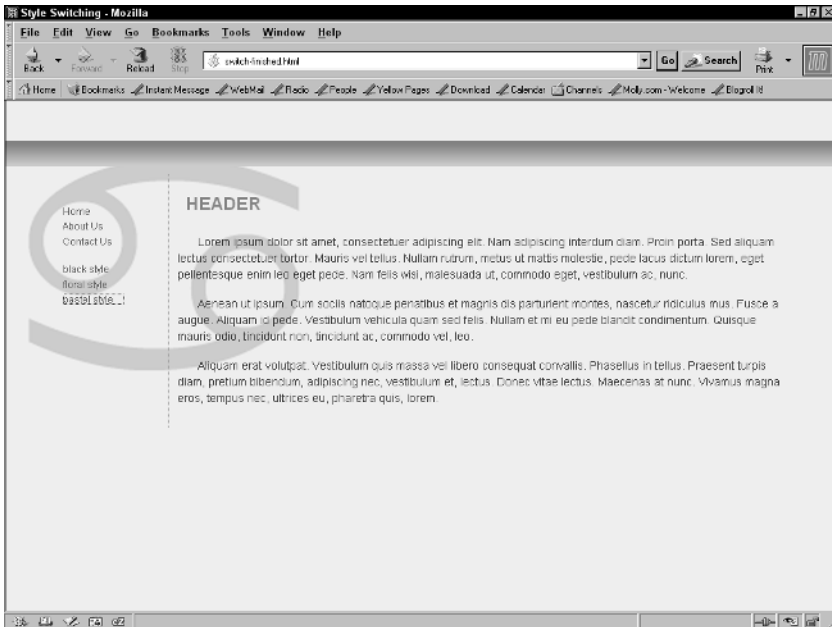 Style Switching - Mozilla
File Edit View Go Bookmarks Tools Window Help
Back Forward Reload Stop switch-finished.html Go Search Print
Home Bookmarks Instant Message WebMail Radio People Yellow Pages Download Calendar Channels Molly.com - Welcome Blogroll It!
Home
About Us
Contact Us
black style
floral style
pastel style
HEADER
Lorem ipsum dolor sit amet, consectetuer adipiscing elit. Nam adipiscing interdum diam. Proin porta. Sed aliquam
lectus consectetuer tortor. Mauris vel tellus. Nullam rutrum, metus ut mattis molestie, pede lacus dictum lorem, eget
pellentesque enim leo eget pede. Nam felis wisi, malesuada ut, commodo eget, vestibulum ac, nunc.
Aenean ut ipsum. Cum sociis natoque penatibus et magnis dis parturient montes, nascetur ridiculus mus. Fusce a
augue. Aliquam id pede. Vestibulum vehicula quam sed felis. Nullam et mi eu pede blandit condimentum. Quisque
mauris odio, tincidunt non, tincidunt ac, commodo vel, leo.
Aliquam erat volutpat. Vestibulum quis massa vel libero consequat convallis. Phasellus in tellus. Praesent turpis
diam, pretium bibendum, adipiscing nec, vestibulum et, lectus. Donec vitae lectus. Maecenas at nunc. Vivamus magna
eros, tempus nec, ultrices eu, pharetra quis, lorem.